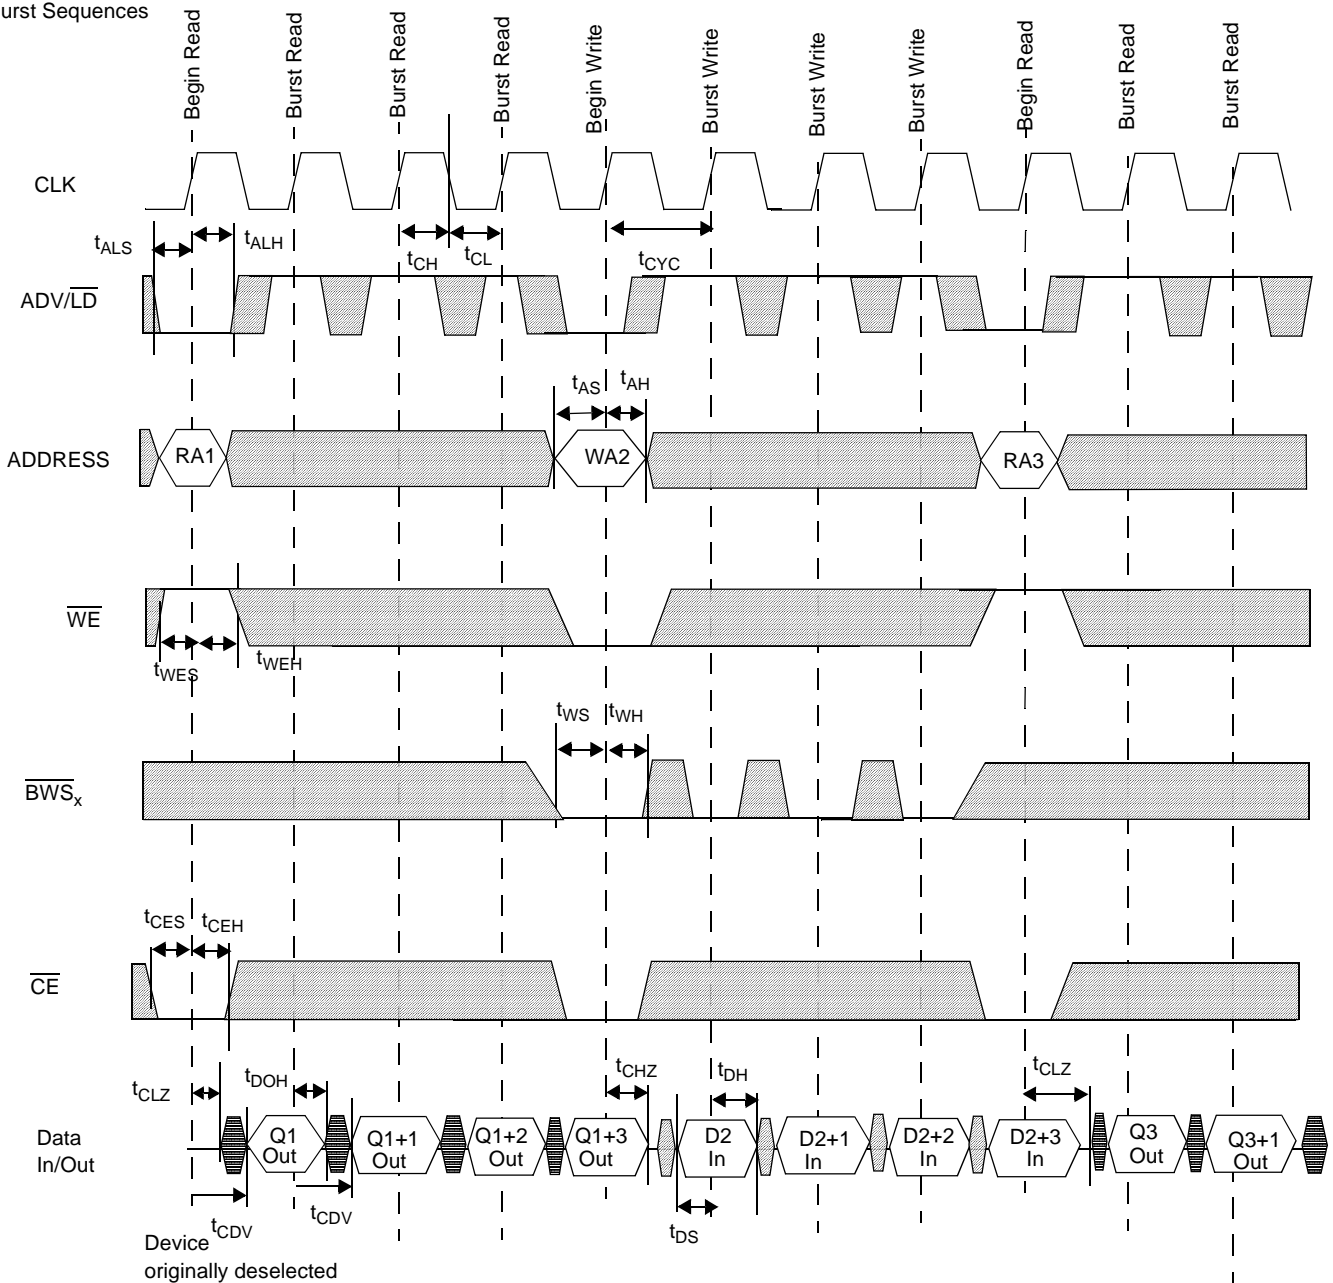 urst Sequences
Begin Read
Burst Read
Burst Read
Burst Read
Begin Write
Burst Write
Burst Write
Burst Write
Begin Read
Burst Read
Burst Read
CLK
tALS
tALH
tCH
tCL
tCYC
ADV/LD
tAS
tAH
ADDRESS
RA1
WA2
RA3
WE
tWES
tWEH
tWS
tWH
BWSx
tCES
tCEH
CE
tCLZ
tDOH
tCHZ
tDH
tCLZ
Data
In/Out
Q1
Out
Q1+1
Out
Q1+2
Out
Q1+3
Out
D2
In
D2+1
In
D2+2
In
D2+3
In
Q3
Out
Q3+1
Out
tCDV
tCDV
tDS
Device
originally deselected